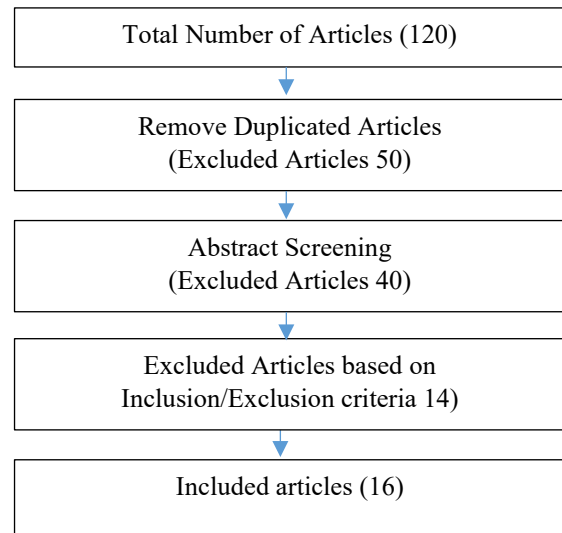 Total Number of Articles (120)
Remove Duplicated Articles
(Excluded Articles 50)
Abstract Screening
(Excluded Articles 40)
Excluded Articles based on
Inclusion/Exclusion criteria 14)
Included articles (16)